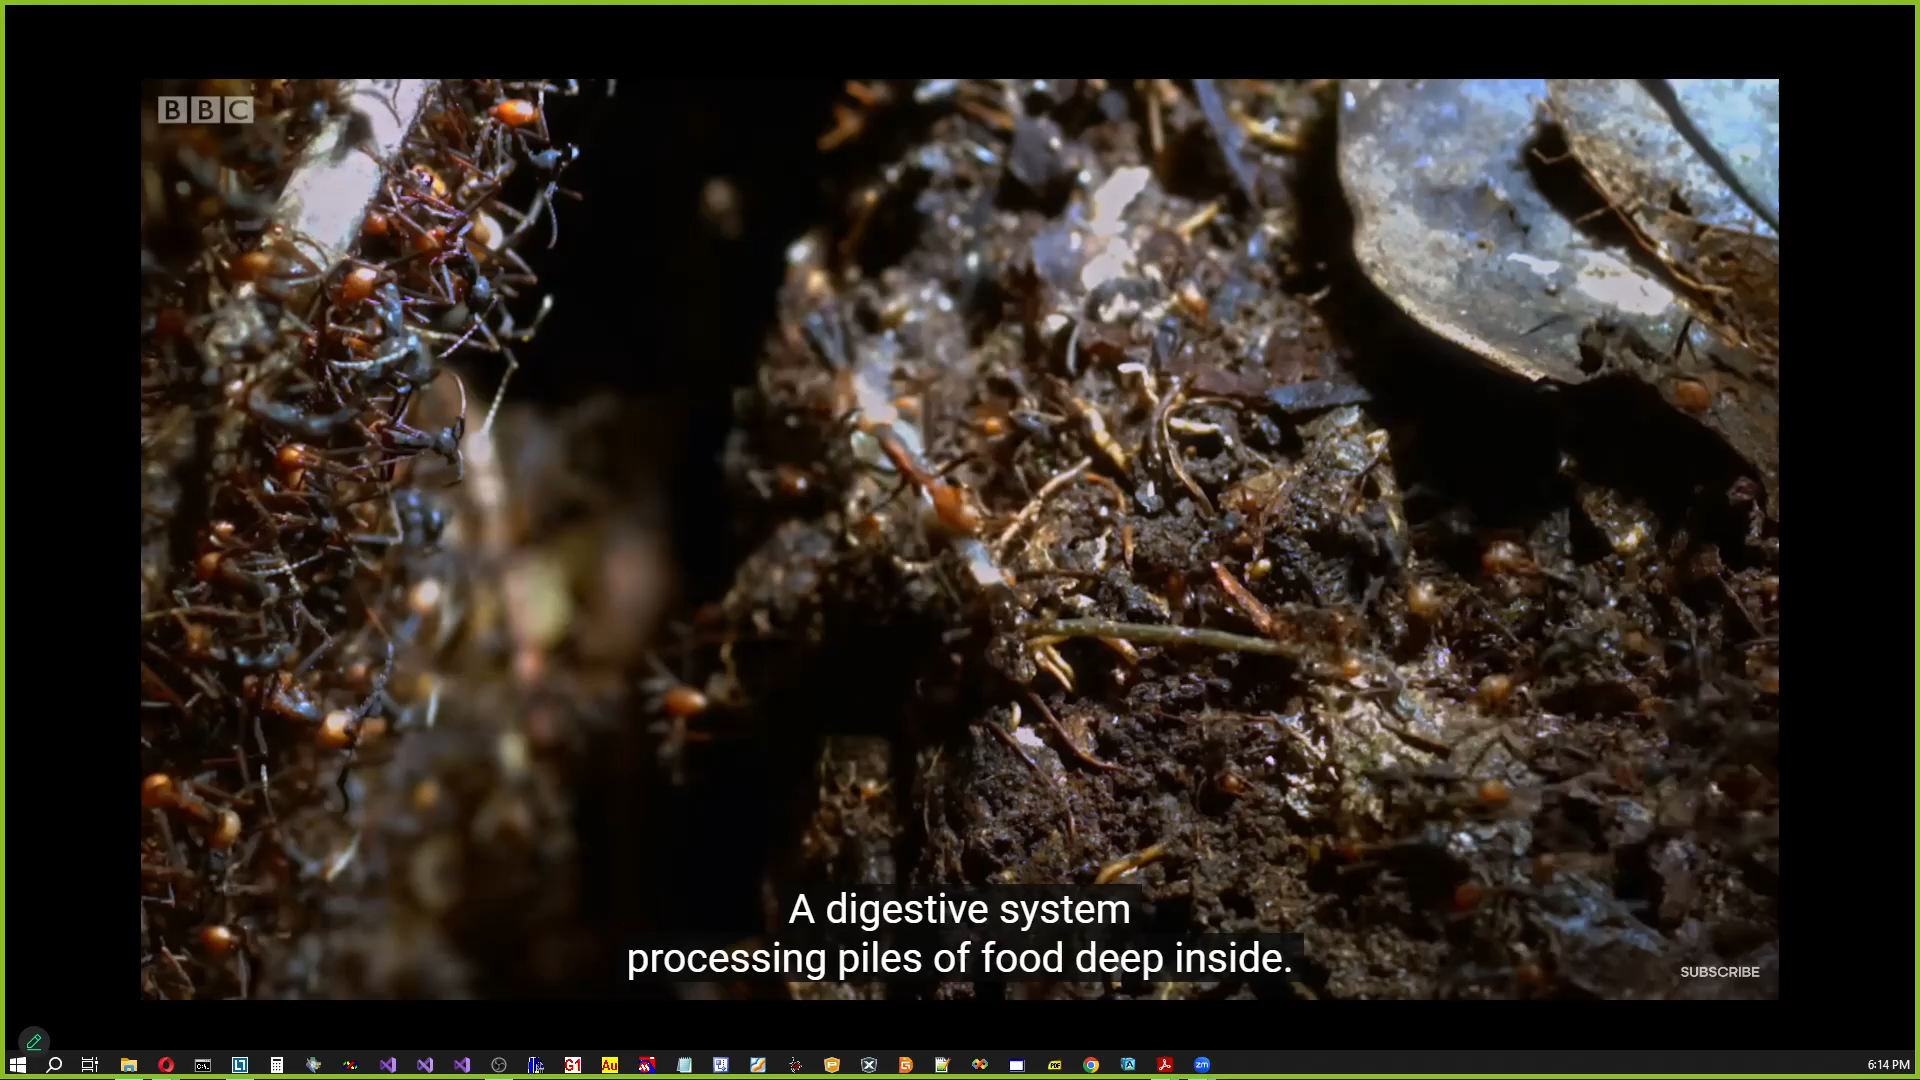 BBC
A digestive system
processing piles of food deep inside.
SUBSCRIBE
6:14 PM